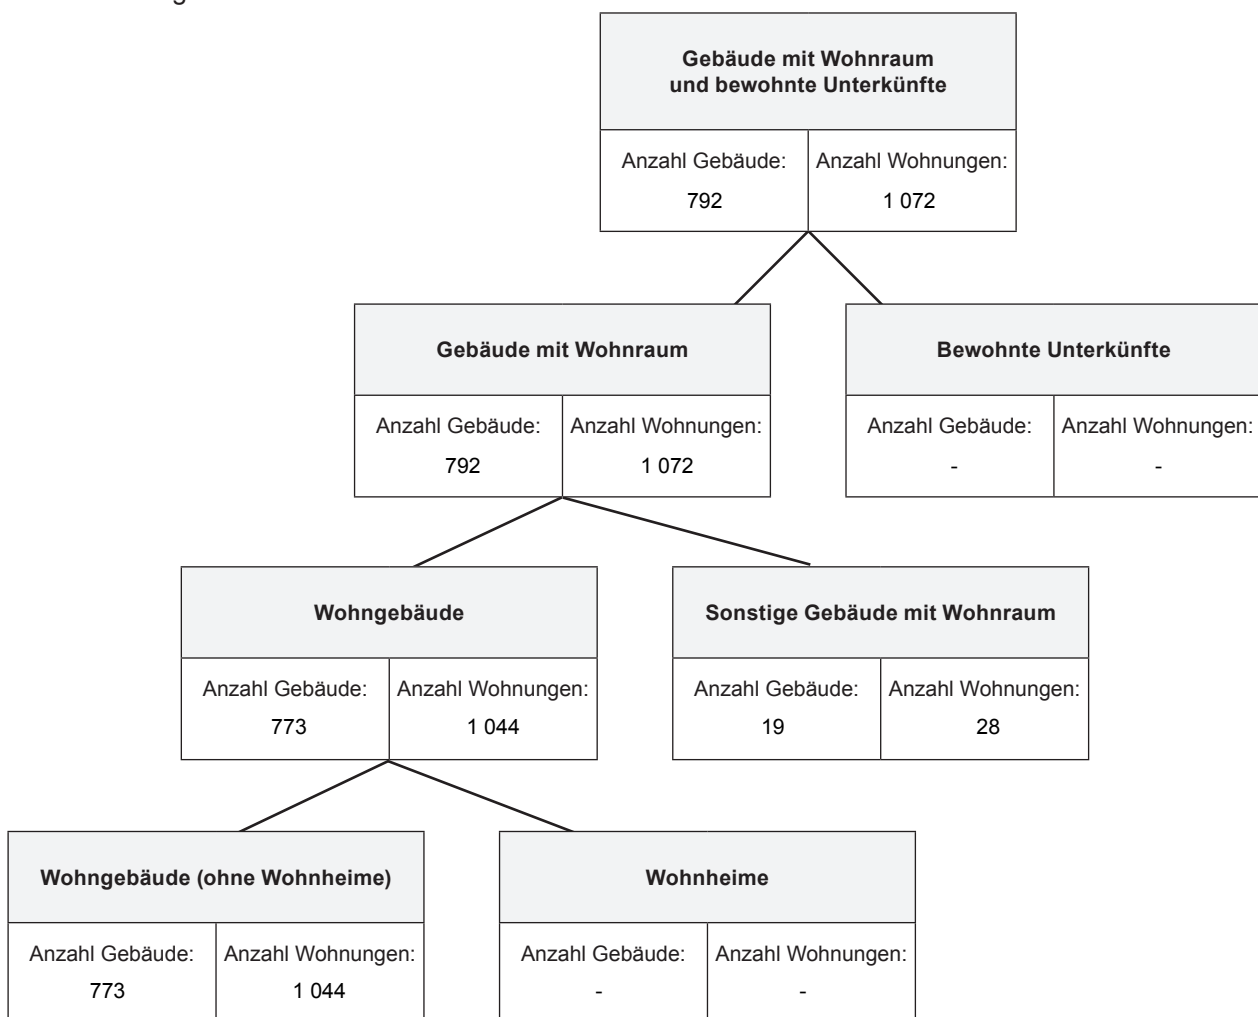 Gebäude mit Wohnraum
und bewohnte Unterkünfte
Anzahl Gebäude: Anzahl Wohnungen:
792 1 072
Gebäude mit Wohnraum
Anzahl Gebäude: Anzahl Wohnungen:
792 1 072
Bewohnte Unterkünfte
Anzahl Gebäude: Anzahl Wohnungen:
- -
Wohngebäude
Anzahl Gebäude: Anzahl Wohnungen:
773 1 044
Sonstige Gebäude mit Wohnraum
Anzahl Gebäude: Anzahl Wohnungen:
19 28
Wohngebäude (ohne Wohnheime)
Anzahl Gebäude: Anzahl Wohnungen:
773 1 044
Wohnheime
Anzahl Gebäude: Anzahl Wohnungen:
- -